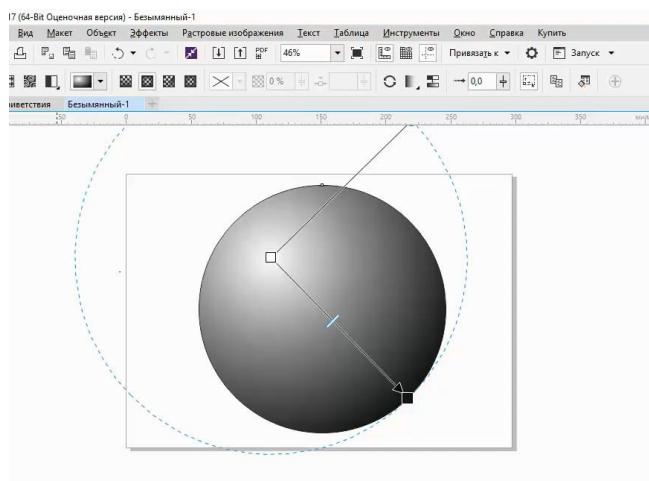 17 (64-Bit Оценочная версия) - Безымянный-1
Вид Макет Объект Эффекты Растровые изображения Текст Таблица Инструменты Окно Справка Купить
PDF 46% Привязать к Запуск
0 % 0,0
Безымянный-1
50 0 50 100 150 200 250 300 350